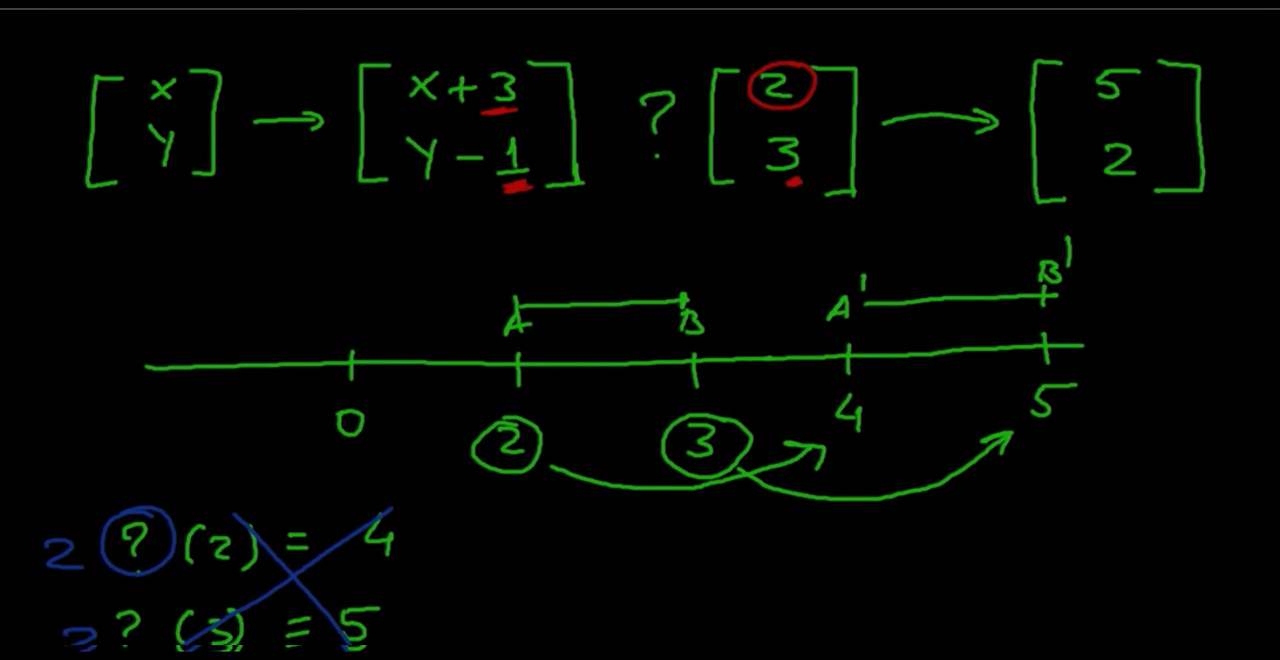 [x y] → [x + 3 y - 1] ? [2 3] → [5 2]
A B A' B'
0 2 3 4 5
2 ? (2) = 4
? (3) = 5